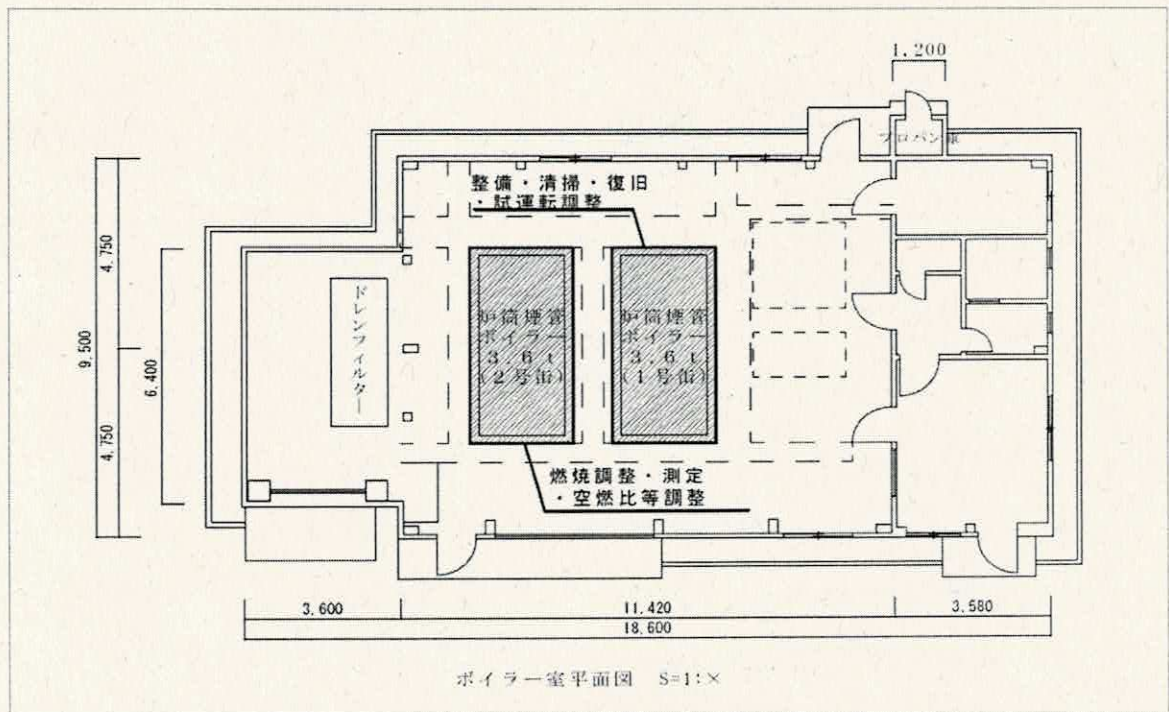 1,200
プロパン庫
整備・清掃・復旧
・試運転調整
4,750
9,500
6,400
4,750
ドレンフィルター
炉筒煙管
ボイラー
3.6t
(2号缶)
炉筒煙管
ボイラー
3.6t
(1号缶)
燃焼調整・測定
・空燃比等調整
3,600
11,420
3,580
18,600
ボイラー室平面図 S=1:×